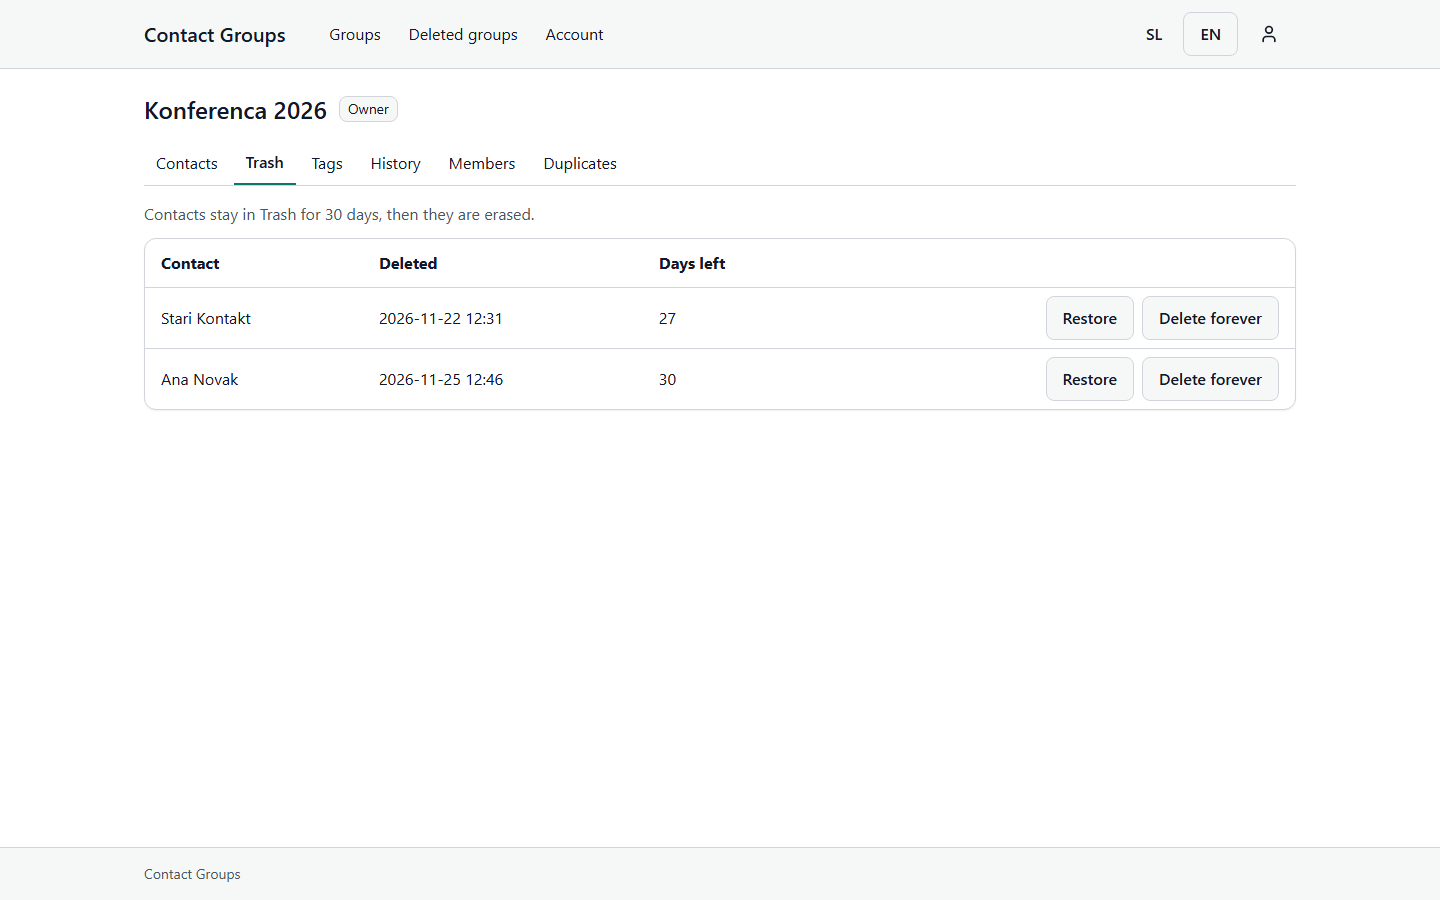 Contact Groups Groups Deleted groups Account SL EN
Konferenca 2026 Owner
Contacts Trash Tags History Members Duplicates
Contacts stay in Trash for 30 days, then they are erased.
Contact Deleted Days left
Stari Kontakt 2026-11-22 12:31 27 Restore Delete forever
Ana Novak 2026-11-25 12:46 30 Restore Delete forever
Contact Groups